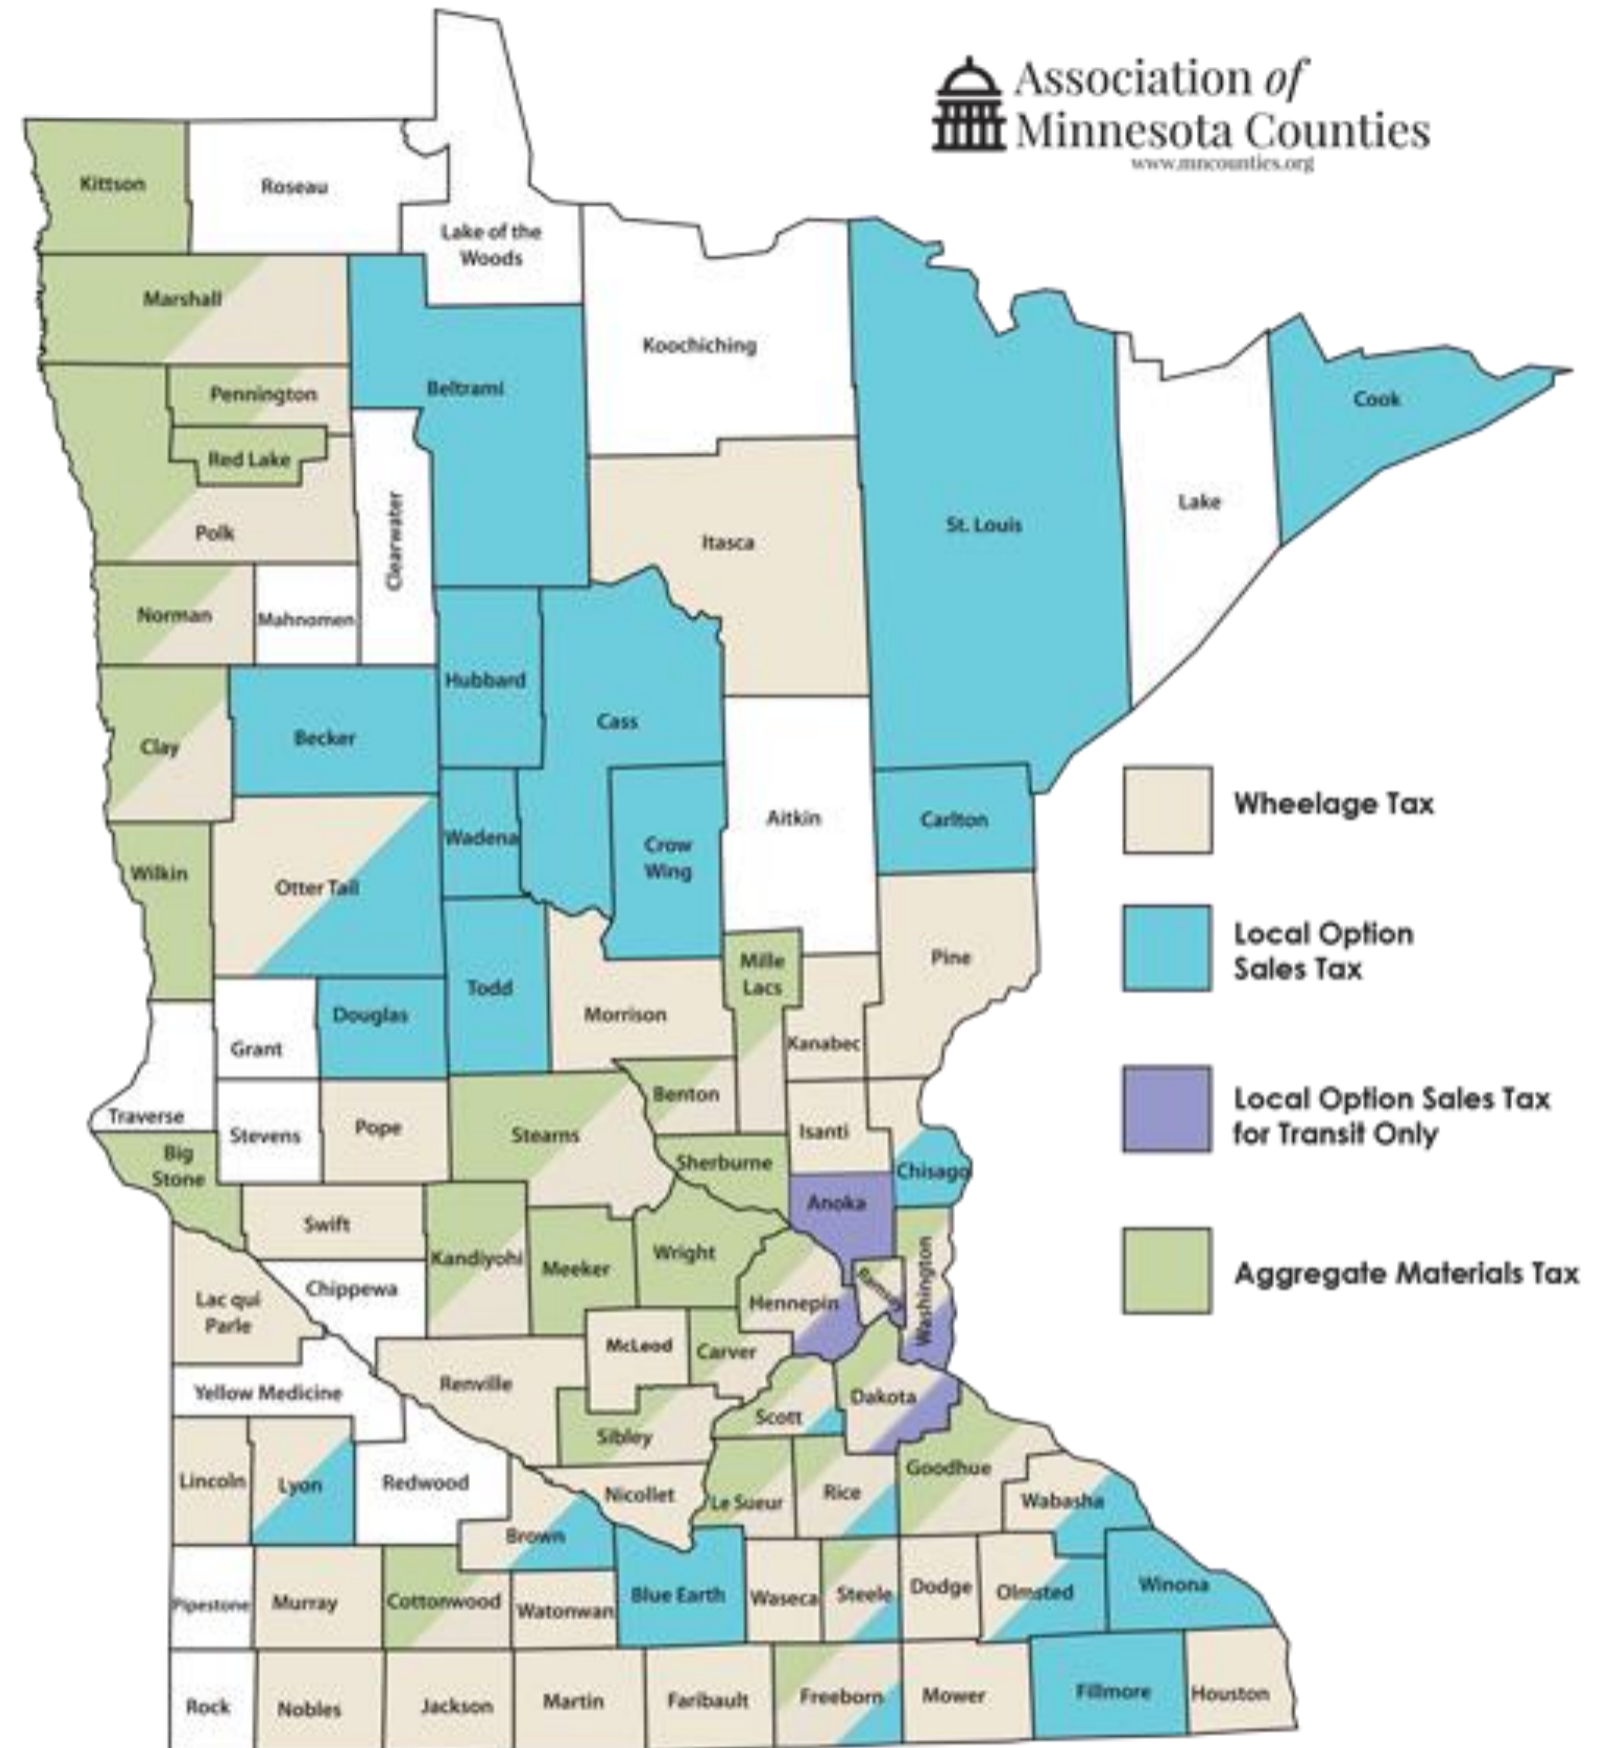 Association of
Minnesota Counties
www.mncounties.org
Kittson
Roseau
Lake of the
Woods
Marshall
Koochiching
Pennington
Beltrami
Cook
Red Lake
Lake
St. Louis
Clearwater
Polk
Itasca
Norman
Mahnomen
Hubbard
Cass
Clay
Becker
Aitkin
Carlton
Wheelage Tax
Wadena
Crow
Wing
Wilkin
Otter Tail
Local Option
Sales Tax
Pine
Mille
Lacs
Todd
Morrison
Douglas
Grant
Kanabec
Benton
Local Option Sales Tax
for Transit Only
Traverse
Stevens
Pope
Stearns
Isanti
Big
Stone
Sherburne
Chisago
Anoka
Swift
Kandiyohi
Meeker
Wright
Washington
Aggregate Materials Tax
Chippewa
Lac qui
Parle
Hennepin
Ramsey
McLeod
Carver
Renville
Yellow Medicine
Dakota
Scott
Sibley
Lincoln
Lyon
Redwood
Nicollet
Le Sueur
Rice
Goodhue
Wabasha
Brown
Pipestone
Murray
Cottonwood
Watonwan
Blue Earth
Waseca
Steele
Dodge
Olmsted
Winona
Rock
Nobles
Jackson
Martin
Faribault
Freeborn
Mower
Fillmore
Houston